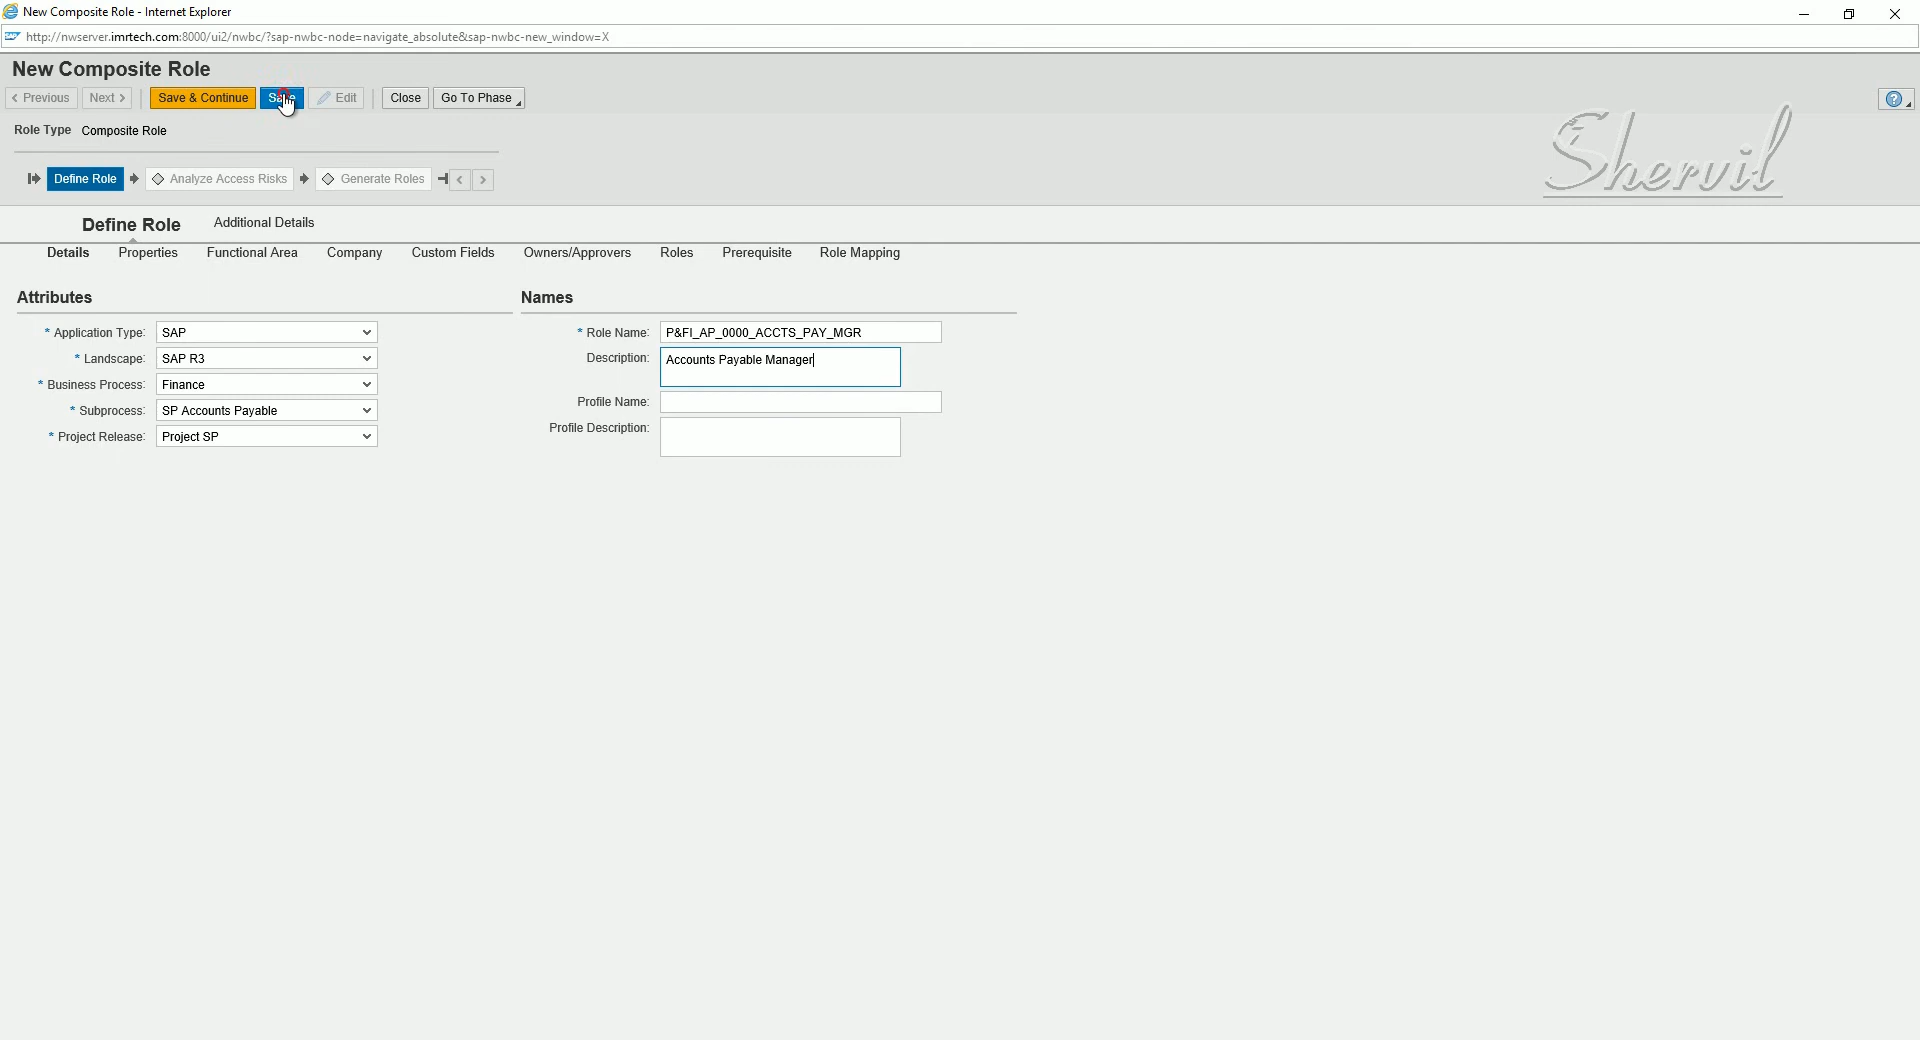 New Composite Role - Internet Explorer
http://nwserver.imrtech.com:8000/ui2/nwbc/?sap-nwbc-node=navigate_absolute&sap-nwbc-new_window=X
New Composite Role
Previous Next Save & Continue Save Edit Close Go To Phase
Role Type Composite Role
Shervil
Define Role Analyze Access Risks Generate Roles
Define Role Additional Details
Details Properties Functional Area Company Custom Fields Owners/Approvers Roles Prerequisite Role Mapping
Attributes
* Application Type: SAP
* Landscape: SAP R3
* Business Process: Finance
* Subprocess: SP Accounts Payable
* Project Release: Project SP
Names
* Role Name: P&FI_AP_0000_ACCTS_PAY_MGR
Description: Accounts Payable Manager
Profile Name:
Profile Description: